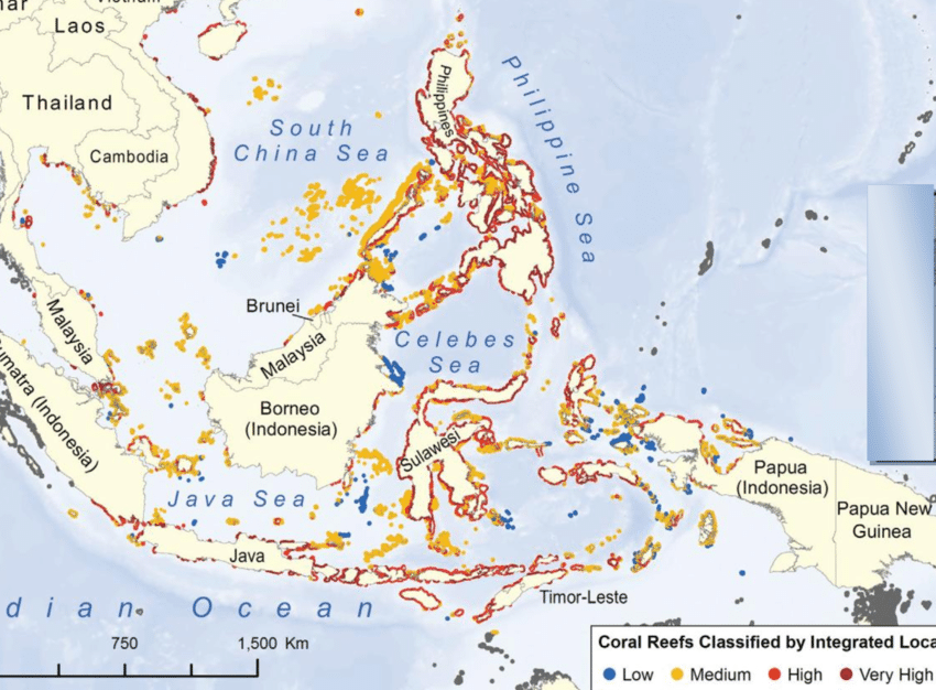 Laos
Thailand
Cambodia
South
China Sea
Philippines
Philippine Sea
Brunei
Malaysia
Malaysia
Celebes
Sea
Borneo
(Indonesia)
Sulawesi
umatra (Indonesia)
Java Sea
Papua
(Indonesia)
Papua New
Guinea
Java
Timor-Leste
dian Ocean
750
1,500 Km
Coral Reefs Classified by Integrated Loca
Low
Medium
High
Very High